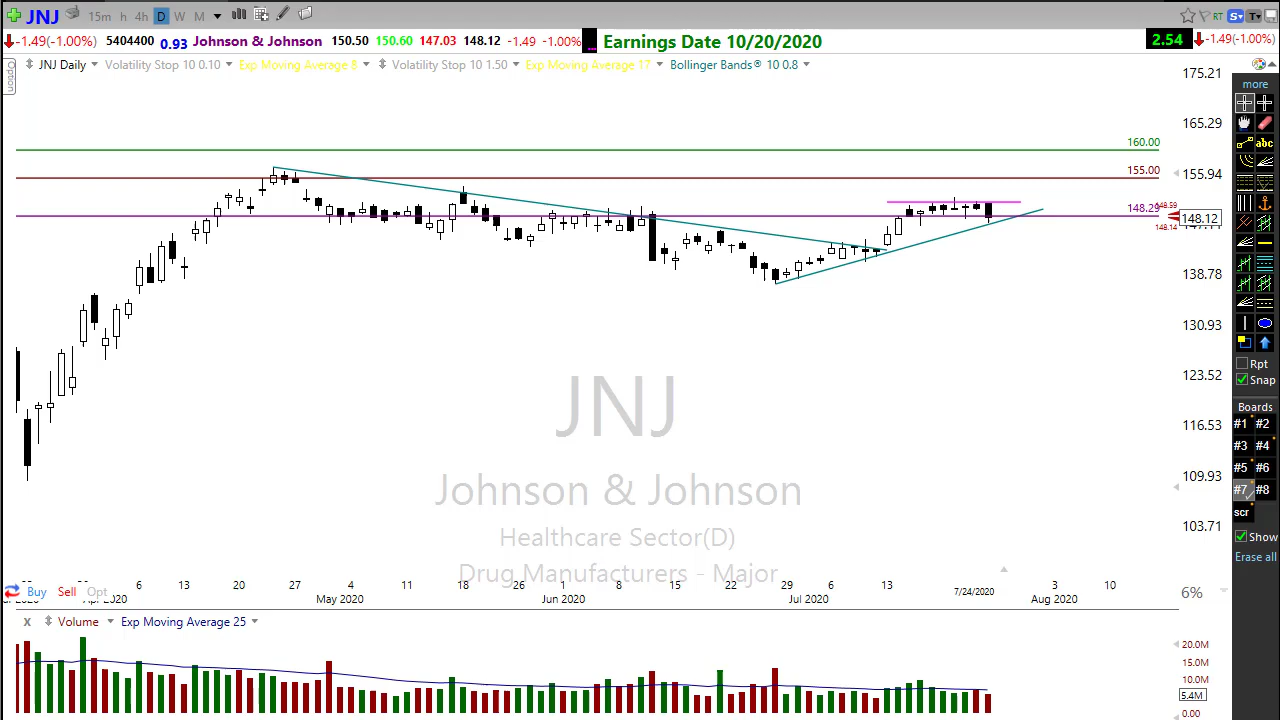 JNJ 15m h 4h D W M RT S T
-1.49(-1.00%) 5404400 0.93 Johnson & Johnson 150.50 150.60 147.03 148.12 -1.49 -1.00% Earnings Date 10/20/2020 2.54 -1.49(-1.00%)
Option
JNJ Daily Volatility Stop 10 0.10 Exp Moving Average 8 Volatility Stop 10 1.50 Exp Moving Average 17 Bollinger Bands® 10 0.8
175.21
more
165.29
abc
160.00
155.00
155.94
148.29
148.59
148.12
148.14
138.78
130.93
Rpt
Snap
123.52
Boards
#1 #2
116.53
#3 #4
#5 #6
109.93
#7 #8
scr
103.71
Show
Erase all
JNJ
Johnson & Johnson
Healthcare Sector(D)
Drug Manufacturers - Major
6 13 20 27 4 11 18 26 1 8 15 22 29 6 13 7/24/2020 3 10
Buy Sell Opt 6%
Apr 2020 May 2020 Jun 2020 Jul 2020 Aug 2020
x Volume Exp Moving Average 25
20.0M
15.0M
10.0M
5.4M
0.00